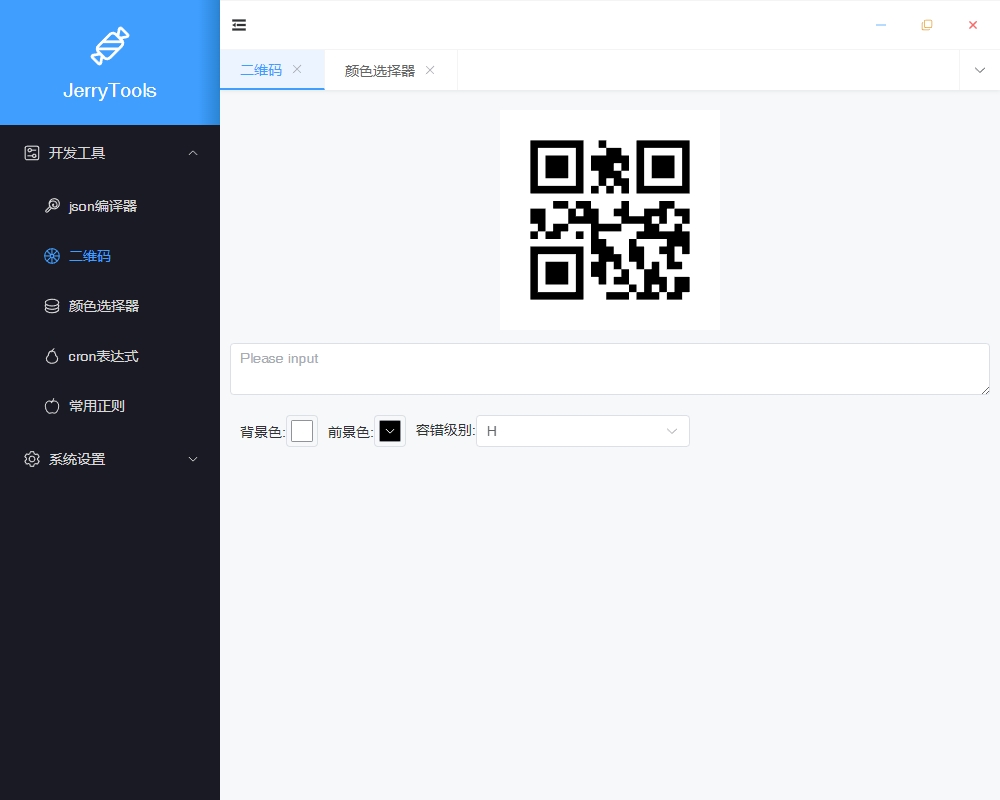 JerryTools
开发工具
json编译器
二维码
颜色选择器
cron表达式
常用正则
系统设置
二维码 颜色选择器
Please input
背景色: 前景色: 容错级别: H